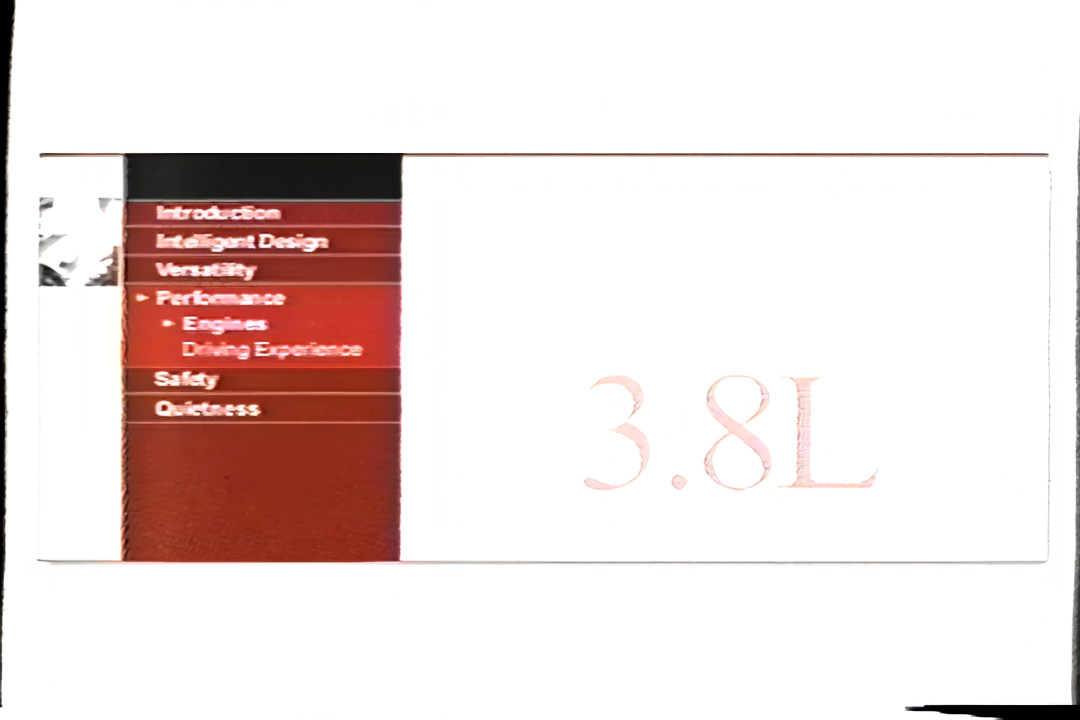 Introduction
Intelligent Design
Versatility
Performance
Engines
Driving Experience
Safety
Quietness
3.8L